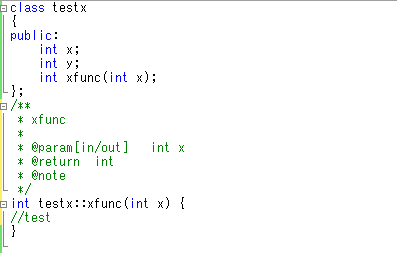 class testx
{
public:
    int x;
    int y;
    int xfunc(int x);
};
/**
 * xfunc
 *
 * @param[in/out]   int x
 * @return  int
 * @note
 */
int testx::xfunc(int x) {
//test
}